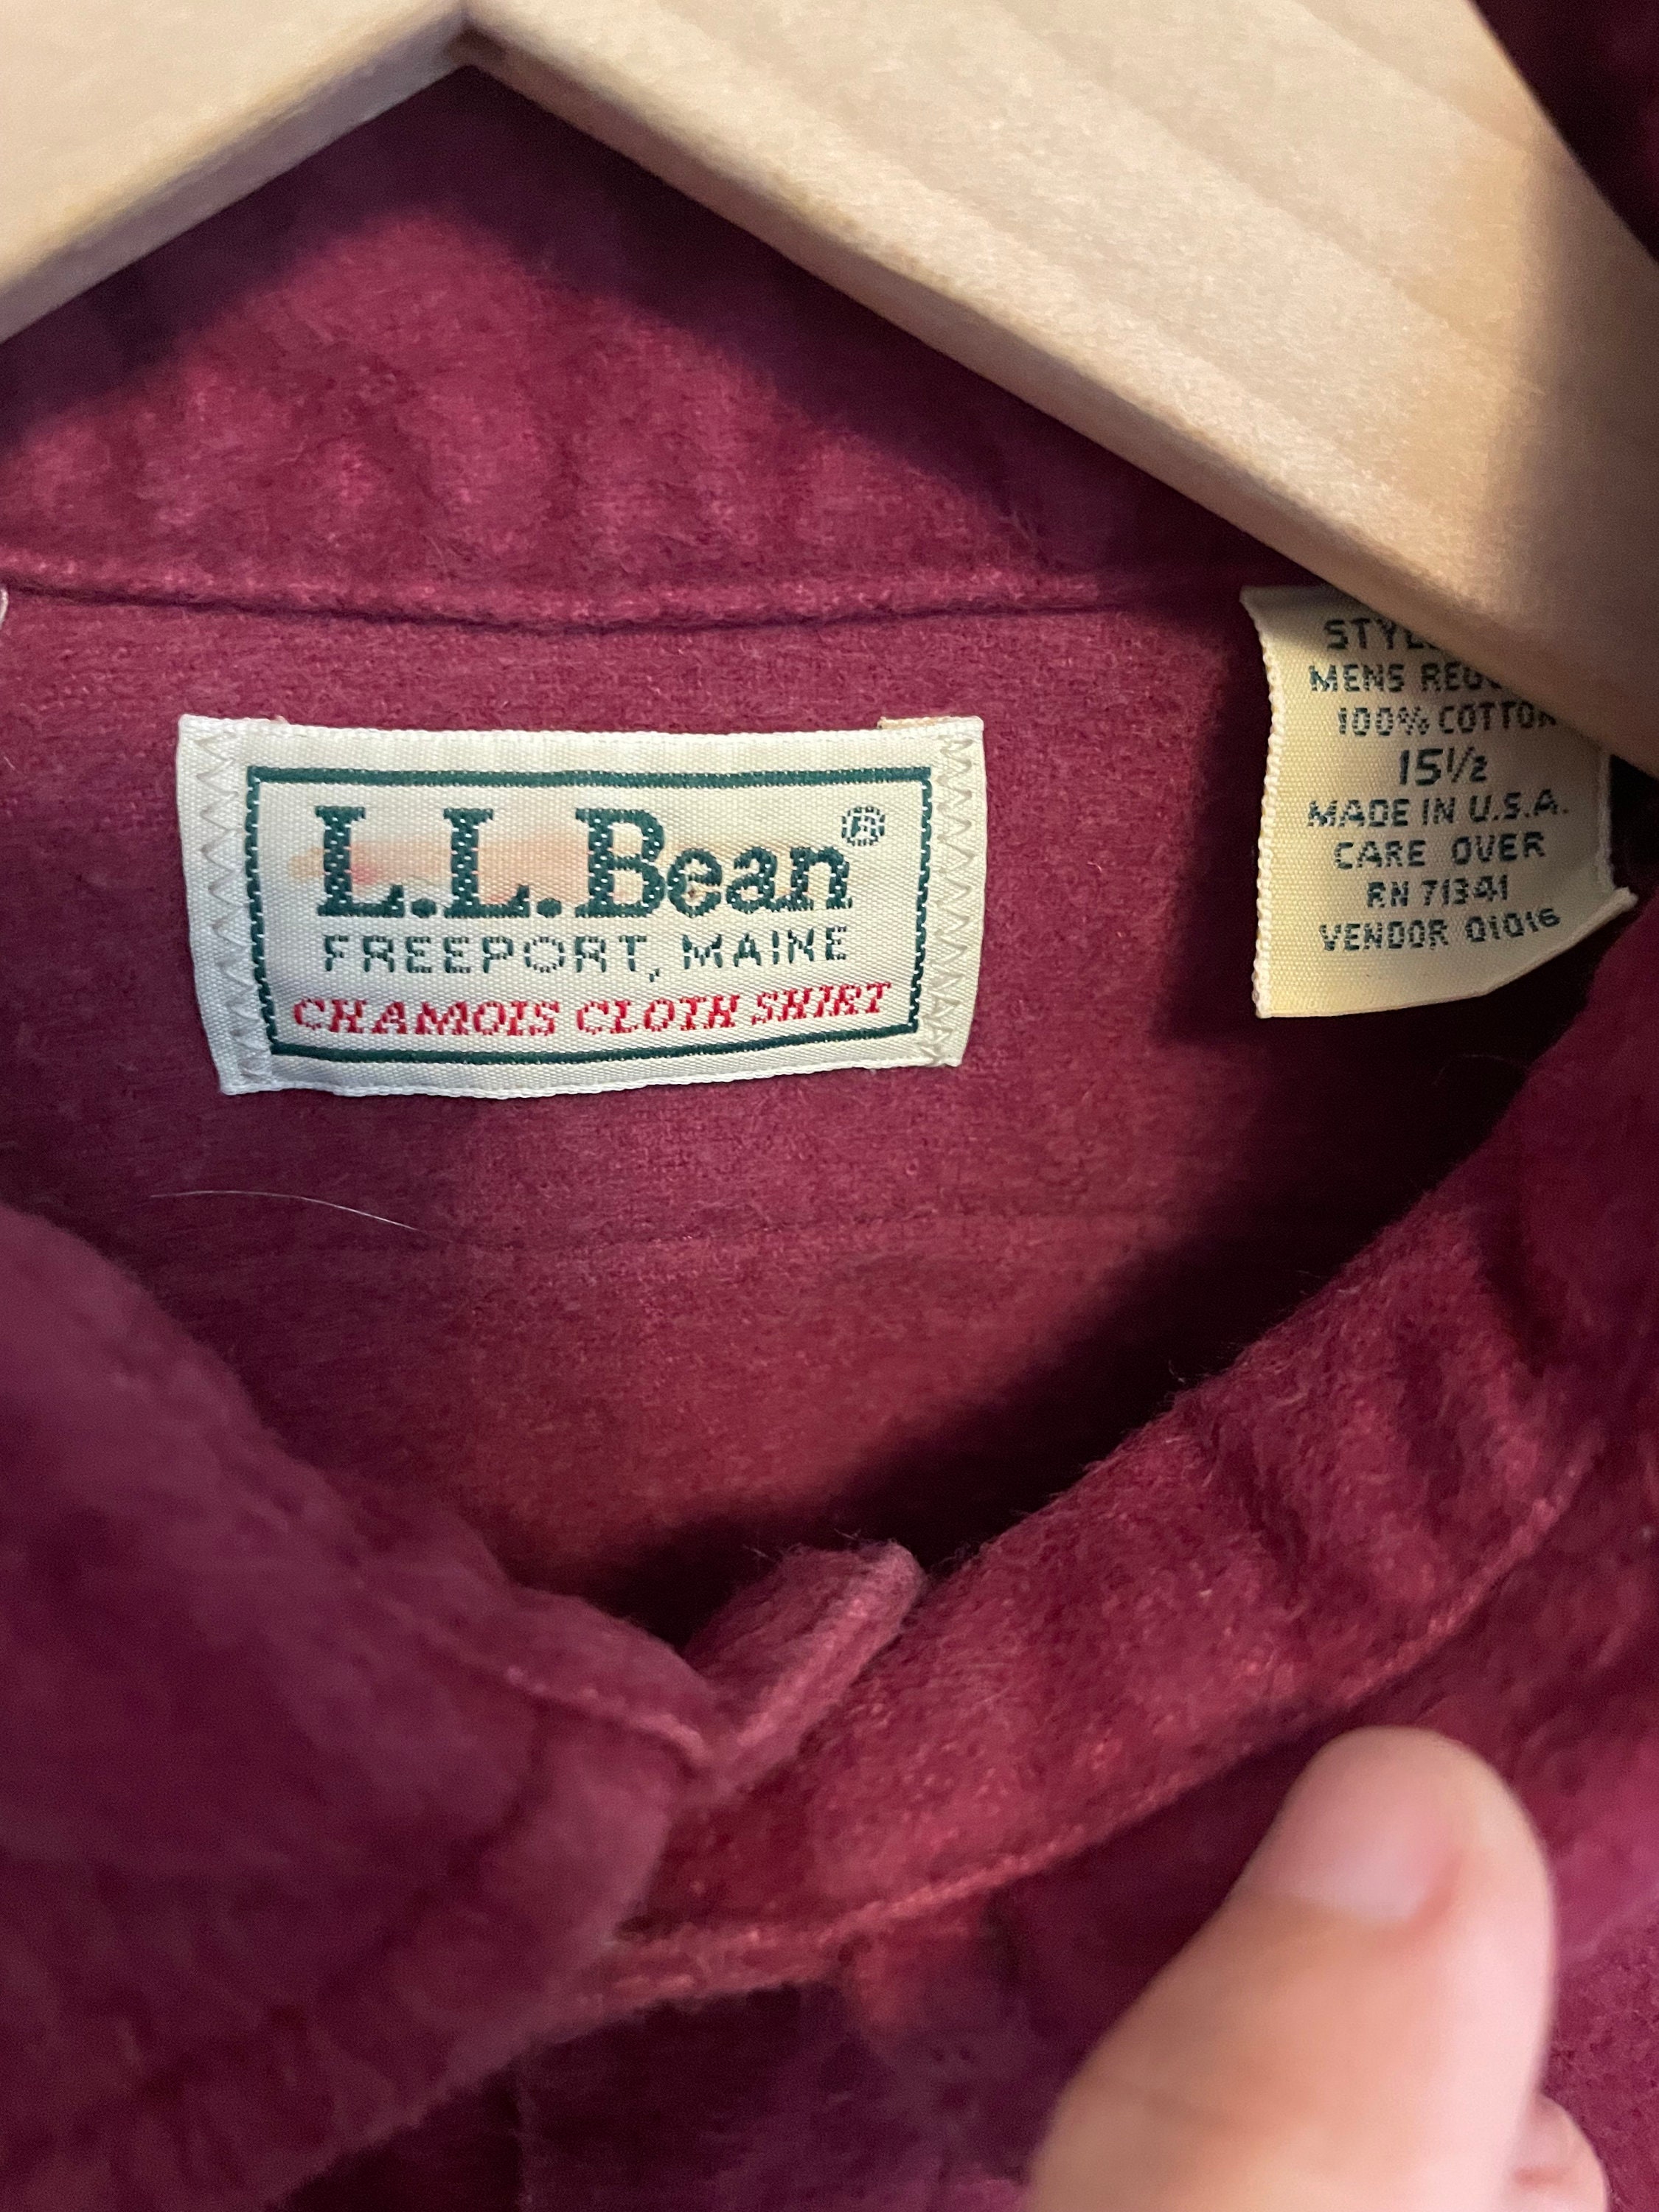 L.L.Bean®
FREEPORT, MAINE
CHAMOIS CLOTH SHIRT
MENS
100% COTTON
15½
MADE IN U.S.A.
CARE OVER
RN 71341
VENDOR 01016